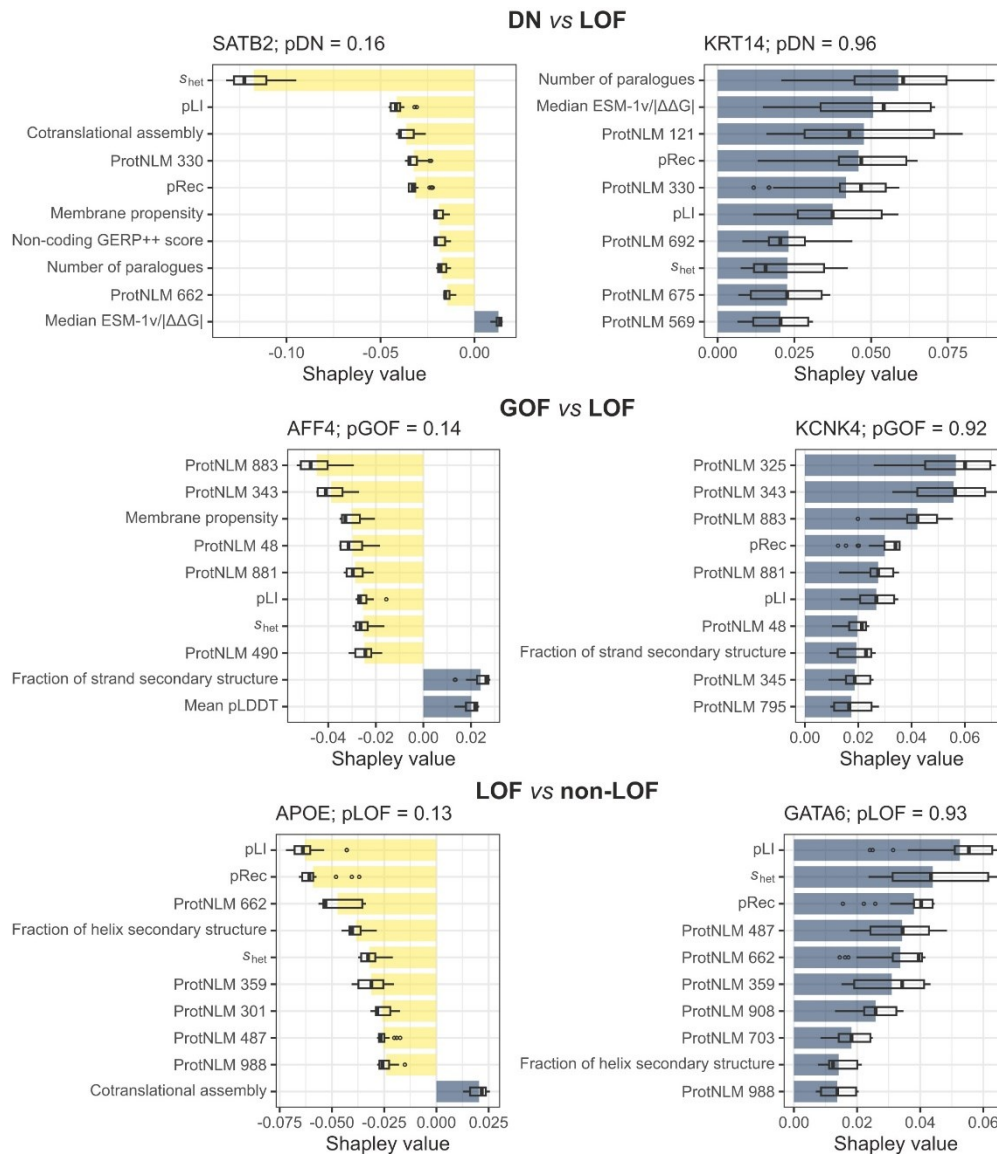 DN vs LOF
SATB2; pDN = 0.16
shet
pLI
Cotranslational assembly
ProtNLM 330
pRec
Membrane propensity
Non-coding GERP++ score
Number of paralogues
ProtNLM 662
Median ESM-1v/|ΔΔG|
-0.10 -0.05 0.00
Shapley value
KRT14; pDN = 0.96
Number of paralogues
Median ESM-1v/|ΔΔG|
ProtNLM 121
pRec
ProtNLM 330
pLI
ProtNLM 692
shet
ProtNLM 675
ProtNLM 569
0.000 0.025 0.050 0.075
Shapley value
GOF vs LOF
AFF4; pGOF = 0.14
ProtNLM 883
ProtNLM 343
Membrane propensity
ProtNLM 48
ProtNLM 881
pLI
shet
ProtNLM 490
Fraction of strand secondary structure
Mean pLDDT
-0.04 -0.02 0.00 0.02
Shapley value
KCNK4; pGOF = 0.92
ProtNLM 325
ProtNLM 343
ProtNLM 883
pRec
ProtNLM 881
pLI
ProtNLM 48
Fraction of strand secondary structure
ProtNLM 345
ProtNLM 795
0.00 0.02 0.04 0.06
Shapley value
LOF vs non-LOF
APOE; pLOF = 0.13
pLI
pRec
ProtNLM 662
Fraction of helix secondary structure
shet
ProtNLM 359
ProtNLM 301
ProtNLM 487
ProtNLM 988
Cotranslational assembly
-0.075 -0.050 -0.025 0.000 0.025
Shapley value
GATA6; pLOF = 0.93
pLI
shet
pRec
ProtNLM 487
ProtNLM 662
ProtNLM 359
ProtNLM 908
ProtNLM 703
Fraction of helix secondary structure
ProtNLM 988
0.00 0.02 0.04 0.06
Shapley value